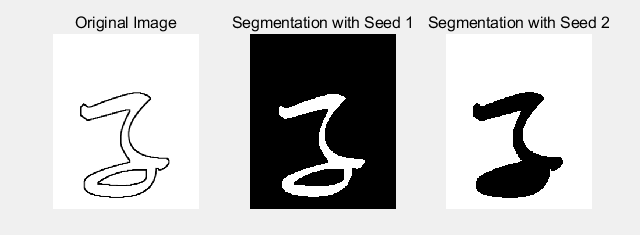 Original Image Segmentation with Seed 1 Segmentation with Seed 2